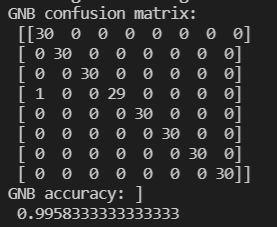 GNB confusion matrix:
[[30 0 0 0 0 0 0 0]
[ 0 30 0 0 0 0 0 0]
[ 0 0 30 0 0 0 0 0]
[ 1 0 0 29 0 0 0 0]
[ 0 0 0 0 30 0 0 0]
[ 0 0 0 0 0 30 0 0]
[ 0 0 0 0 0 0 30 0]
[ 0 0 0 0 0 0 0 30]]
GNB accuracy: ]
0.9958333333333333